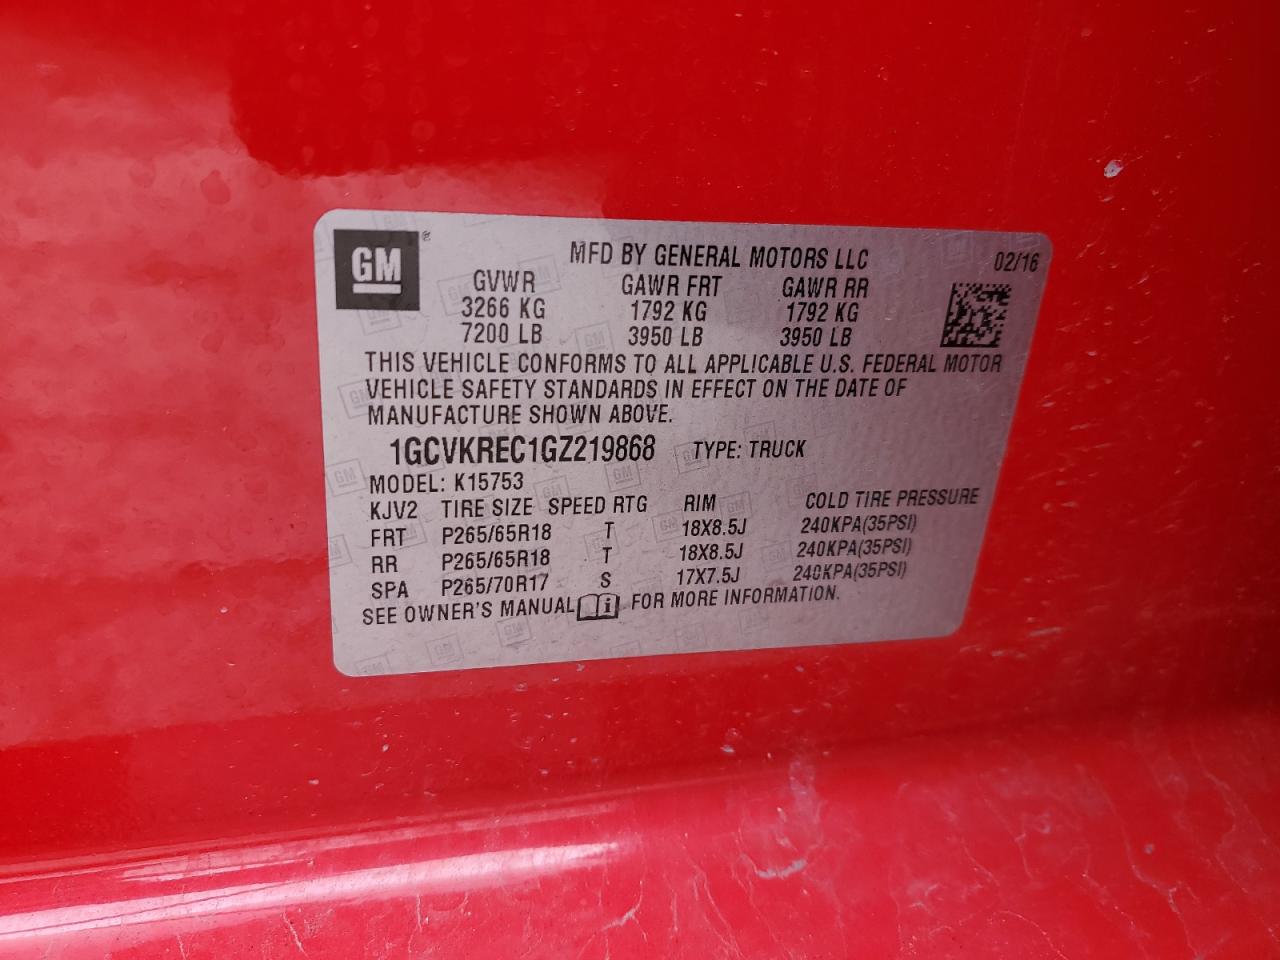 GM®
MFD BY GENERAL MOTORS LLC 02/16
GVWR GAWR FRT GAWR RR
3266 KG 1792 KG 1792 KG
7200 LB 3950 LB 3950 LB
THIS VEHICLE CONFORMS TO ALL APPLICABLE U.S. FEDERAL MOTOR
VEHICLE SAFETY STANDARDS IN EFFECT ON THE DATE OF
MANUFACTURE SHOWN ABOVE.
1GCVKREC1GZ219868 TYPE: TRUCK
MODEL: K15753
KJV2 TIRE SIZE SPEED RTG RIM COLD TIRE PRESSURE
FRT P265/65R18 T 18X8.5J 240KPA(35PSI)
RR P265/65R18 T 18X8.5J 240KPA(35PSI)
SPA P265/70R17 S 17X7.5J 240KPA(35PSI)
SEE OWNER'S MANUAL i FOR MORE INFORMATION.